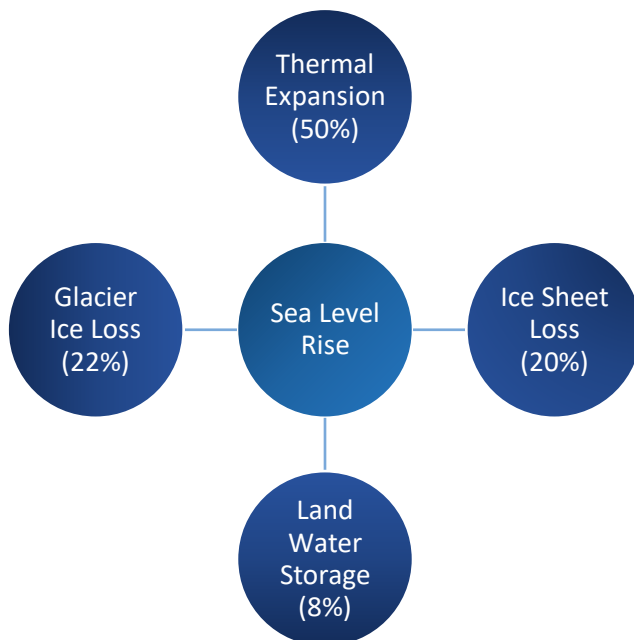 Thermal
Expansion
(50%)
Glacier
Ice Loss
(22%)
Sea Level
Rise
Ice Sheet
Loss
(20%)
Land
Water
Storage
(8%)